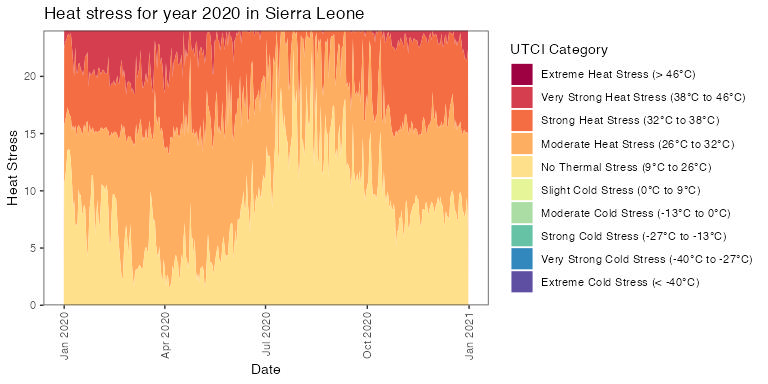 Heat stress for year 2020 in Sierra Leone
Heat Stress
20
15
10
5
0
Jan 2020
Apr 2020
Jul 2020
Oct 2020
Jan 2021
Date
UTCI Category
Extreme Heat Stress (> 46°C)
Very Strong Heat Stress (38°C to 46°C)
Strong Heat Stress (32°C to 38°C)
Moderate Heat Stress (26°C to 32°C)
No Thermal Stress (9°C to 26°C)
Slight Cold Stress (0°C to 9°C)
Moderate Cold Stress (-13°C to 0°C)
Strong Cold Stress (-27°C to -13°C)
Very Strong Cold Stress (-40°C to -27°C)
Extreme Cold Stress (< -40°C)